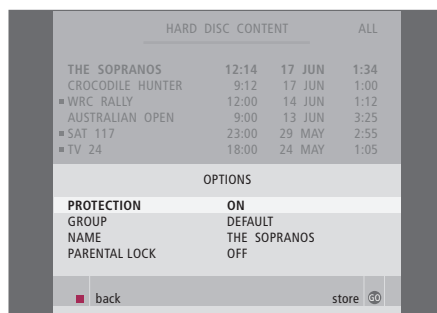 HARD DISC CONTENT ALL
THE SOPRANOS 12:14 17 JUN 1:34
CROCODILE HUNTER 9:12 17 JUN 1:00
WRC RALLY 12:00 14 JUN 1:12
AUSTRALIAN OPEN 9:00 13 JUN 3:25
SAT 117 23:00 29 MAY 2:55
TV 24 18:00 24 MAY 1:05
OPTIONS
PROTECTION ON
GROUP DEFAULT
NAME THE SOPRANOS
PARENTAL LOCK OFF
back store GO